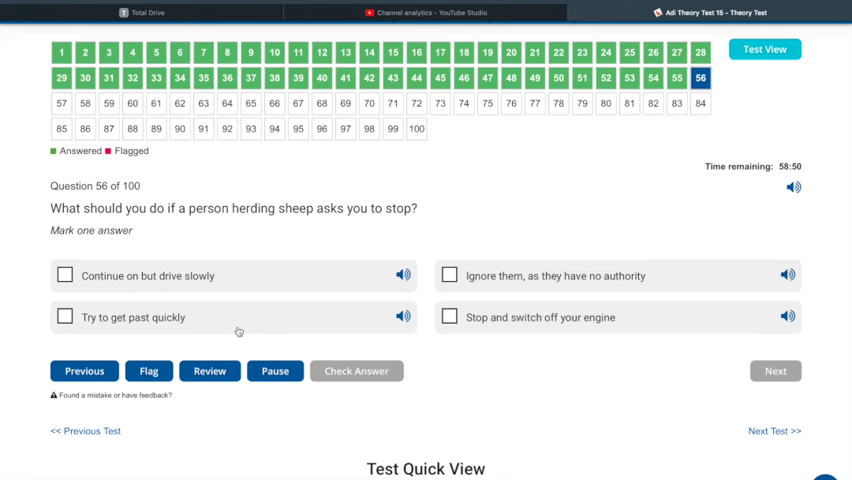 Total Drive
Channel analytics – YouTube Studio
Adi Theory Test 15 - Theory Test
1 2 3 4 5 6 7 8 9 10 11 12 13 14 15 16 17 18 19 20 21 22 23 24 25 26 27 28
Test View
29 30 31 32 33 34 35 36 37 38 39 40 41 42 43 44 45 46 47 48 49 50 51 52 53 54 55 56
57 58 59 60 61 62 63 64 65 66 67 68 69 70 71 72 73 74 75 76 77 78 79 80 81 82 83 84
85 86 87 88 89 90 91 92 93 94 95 96 97 98 99 100
Answered Flagged
Time remaining: 58:50
Question 56 of 100
What should you do if a person herding sheep asks you to stop?
Mark one answer
Continue on but drive slowly
Ignore them, as they have no authority
Try to get past quickly
Stop and switch off your engine
Previous Flag Review Pause Check Answer Next
Found a mistake or have feedback?
<< Previous Test
Next Test >>
Test Quick View